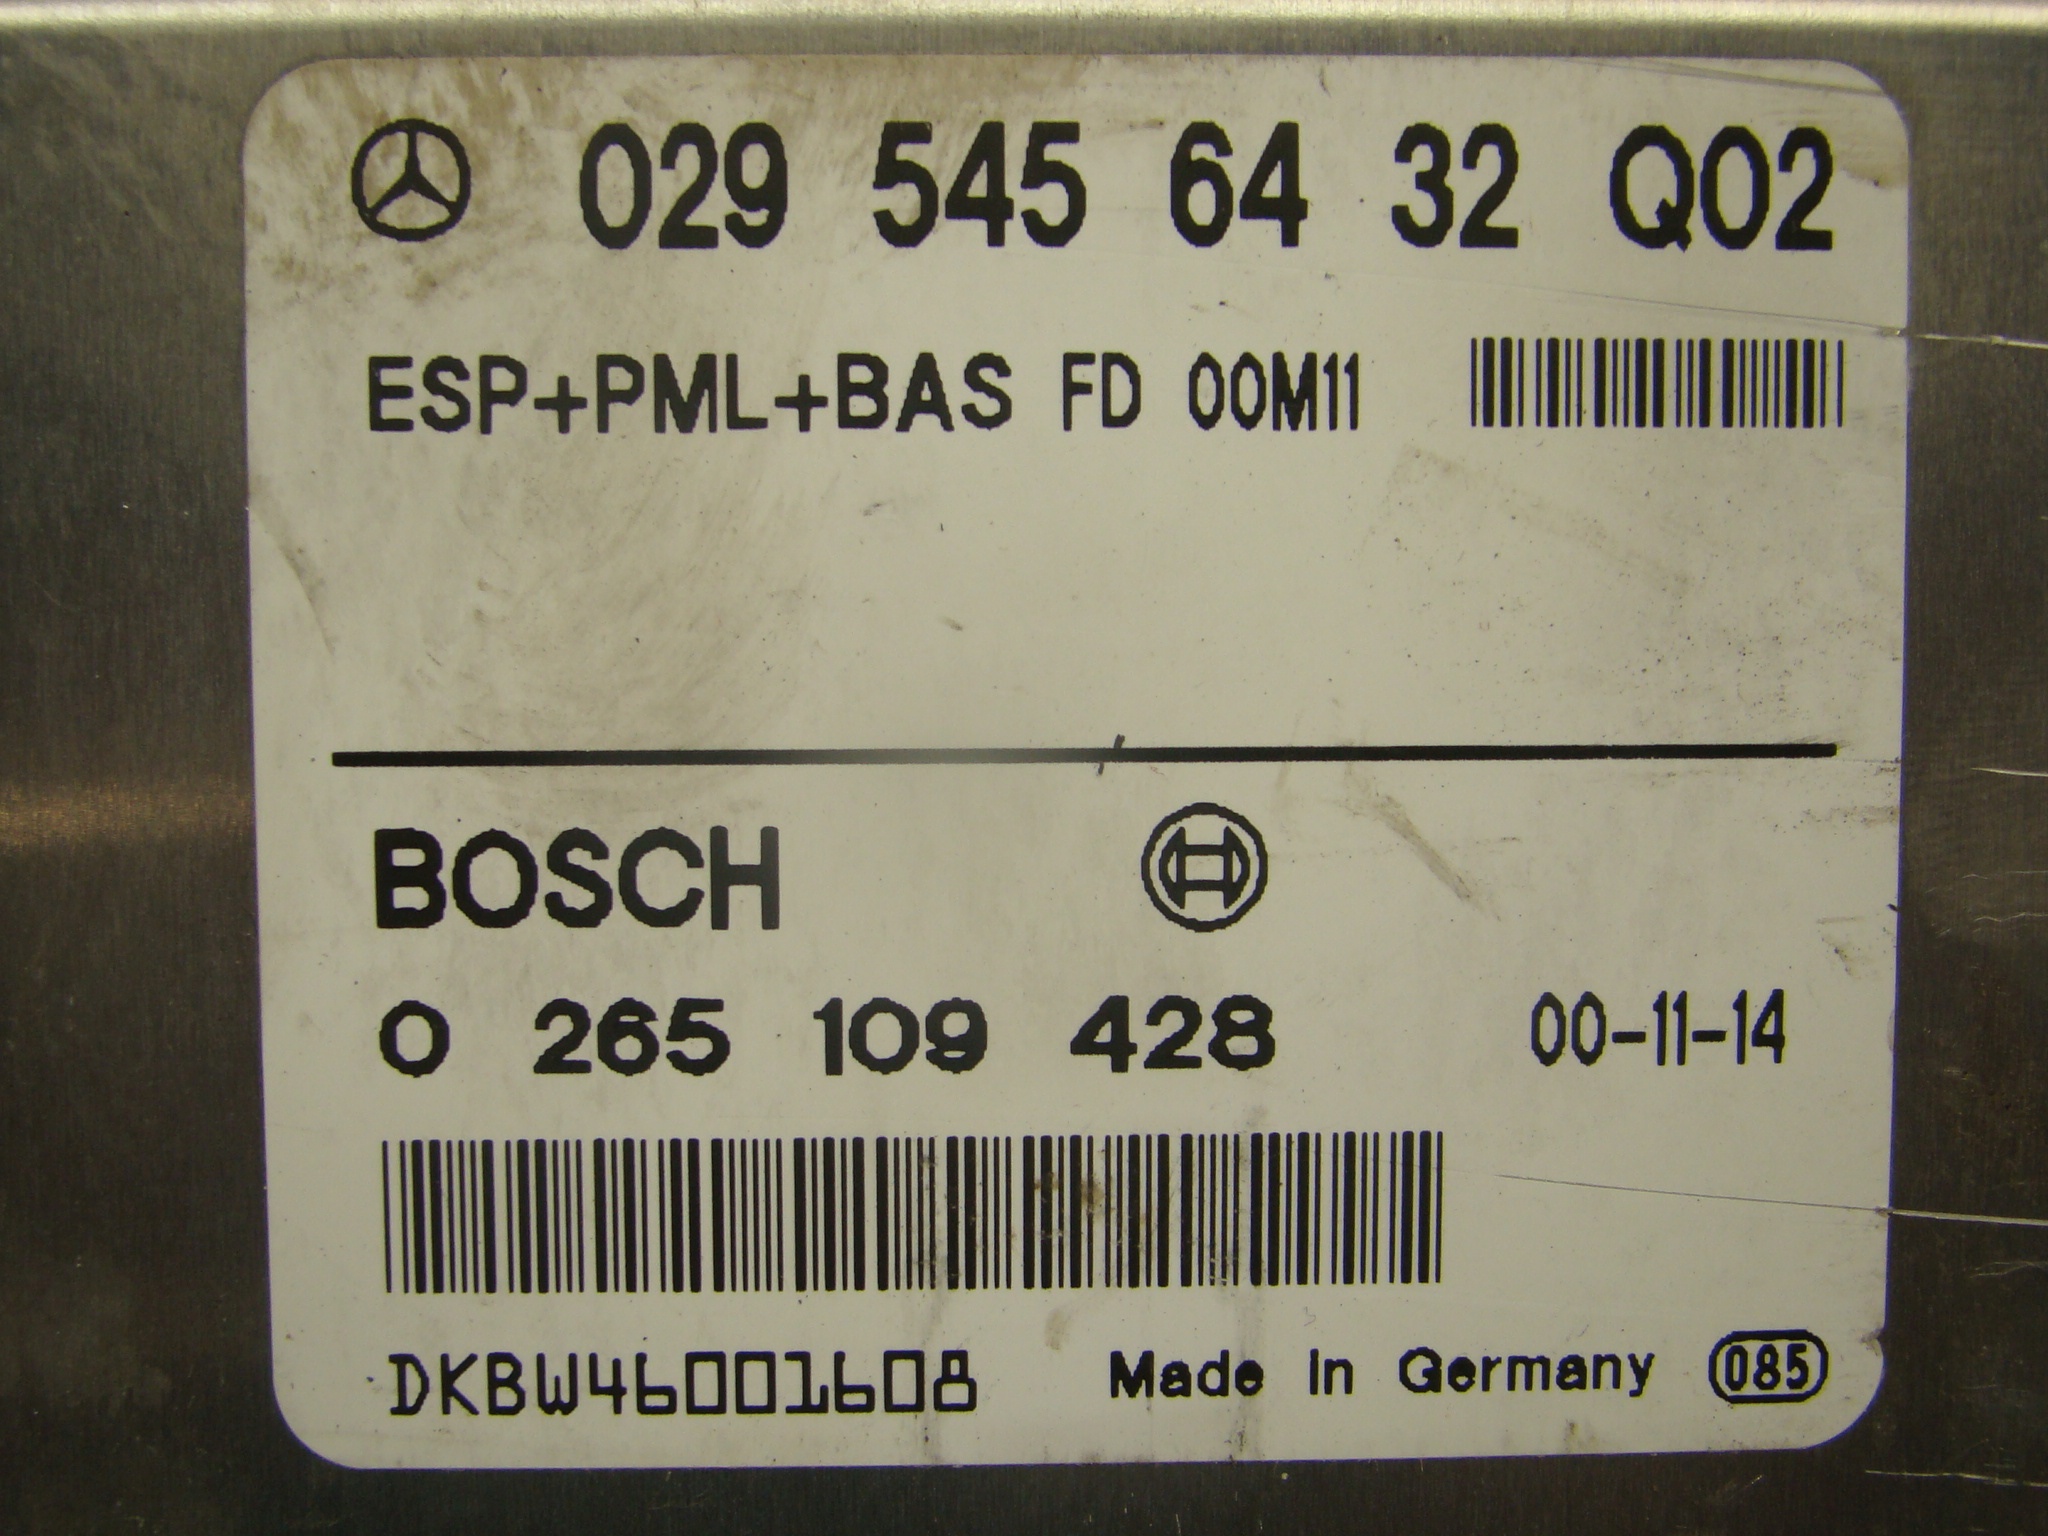 029 545 64 32 Q02
ESP+PML+BAS FD 00M11
BOSCH
0 265 109 428 00-11-14
DKBW46001608 Made in Germany 085